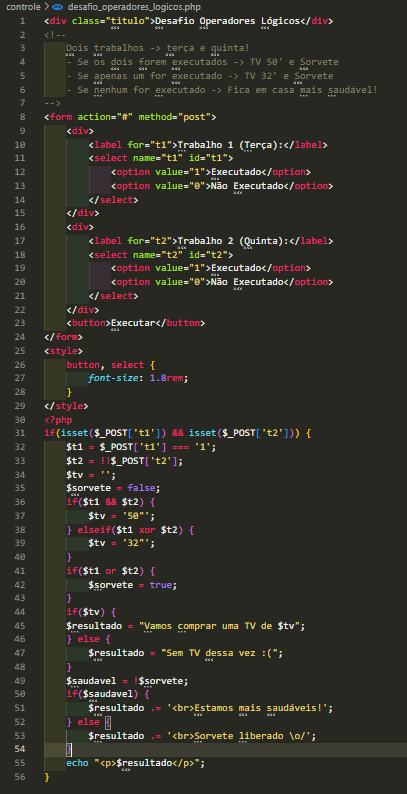 controle > desafio_operadores_logicos.php
1 <div class="titulo">Desafio Operadores Lógicos</div>
2 <!--
3     Dois trabalhos -> terça e quinta!
4     - Se os dois forem executados -> TV 50' e Sorvete
5     - Se apenas um for executado -> TV 32' e Sorvete
6     - Se nenhum for executado -> Fica em casa mais saudável!
7 -->
8 <form action="#" method="post">
9     <div>
10         <label for="t1">Trabalho 1 (Terça):</label>
11         <select name="t1" id="t1">
12             <option value="1">Executado</option>
13             <option value="0">Não Executado</option>
14         </select>
15     </div>
16     <div>
17         <label for="t2">Trabalho 2 (Quinta):</label>
18         <select name="t2" id="t2">
19             <option value="1">Executado</option>
20             <option value="0">Não Executado</option>
21         </select>
22     </div>
23     <button>Executar</button>
24 </form>
25 <style>
26     button, select {
27         font-size: 1.8rem;
28     }
29 </style>
30 <?php
31 if(isset($_POST['t1']) && isset($_POST['t2'])) {
32     $t1 = $_POST['t1'] === '1';
33     $t2 = !!$_POST['t2'];
34     $tv = '';
35     $sorvete = false;
36     if($t1 && $t2) {
37         $tv = '50"';
38     } elseif($t1 xor $t2) {
39         $tv = '32"';
40     }
41     if($t1 or $t2) {
42         $sorvete = true;
43     }
44     if($tv) {
45     $resultado = "Vamos comprar uma TV de $tv";
46     } else {
47         $resultado = "Sem TV dessa vez :(";
48     }
49     $saudavel = !$sorvete;
50     if($saudavel) {
51         $resultado .= '<br>Estamos mais saudáveis!';
52     } else {
53         $resultado .= '<br>Sorvete liberado \o/';
54     }
55     echo "<p>$resultado</p>";
56 }